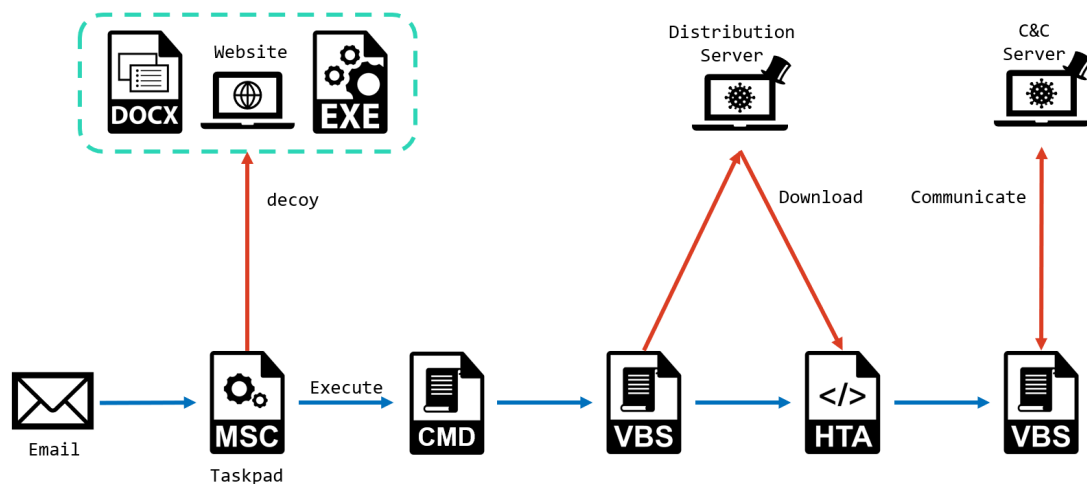 Website
DOCX
EXE
Distribution
Server
C&C
Server
decoy
Download
Communicate
Execute
MSC
CMD
VBS
HTA
VBS
Email
Taskpad